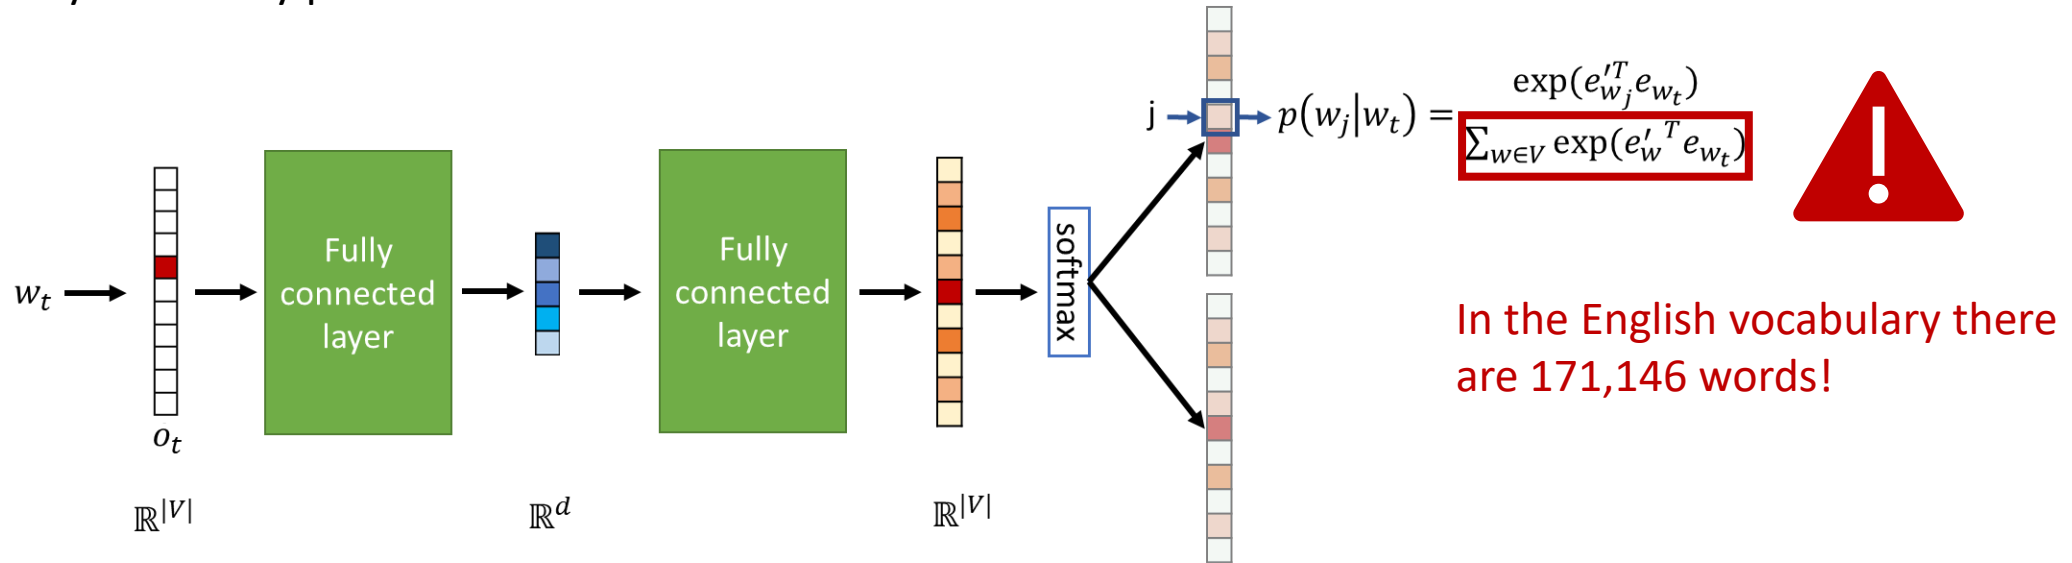 w_t
o_t
ℝ^|V|
Fully
connected
layer
ℝ^d
Fully
connected
layer
ℝ^|V|
softmax
j
p(w_j|w_t) = exp(e'^T_{w_j} e_{w_t}) / ∑_{w∈V} exp(e'_w^T e_{w_t})
In the English vocabulary there
are 171,146 words!